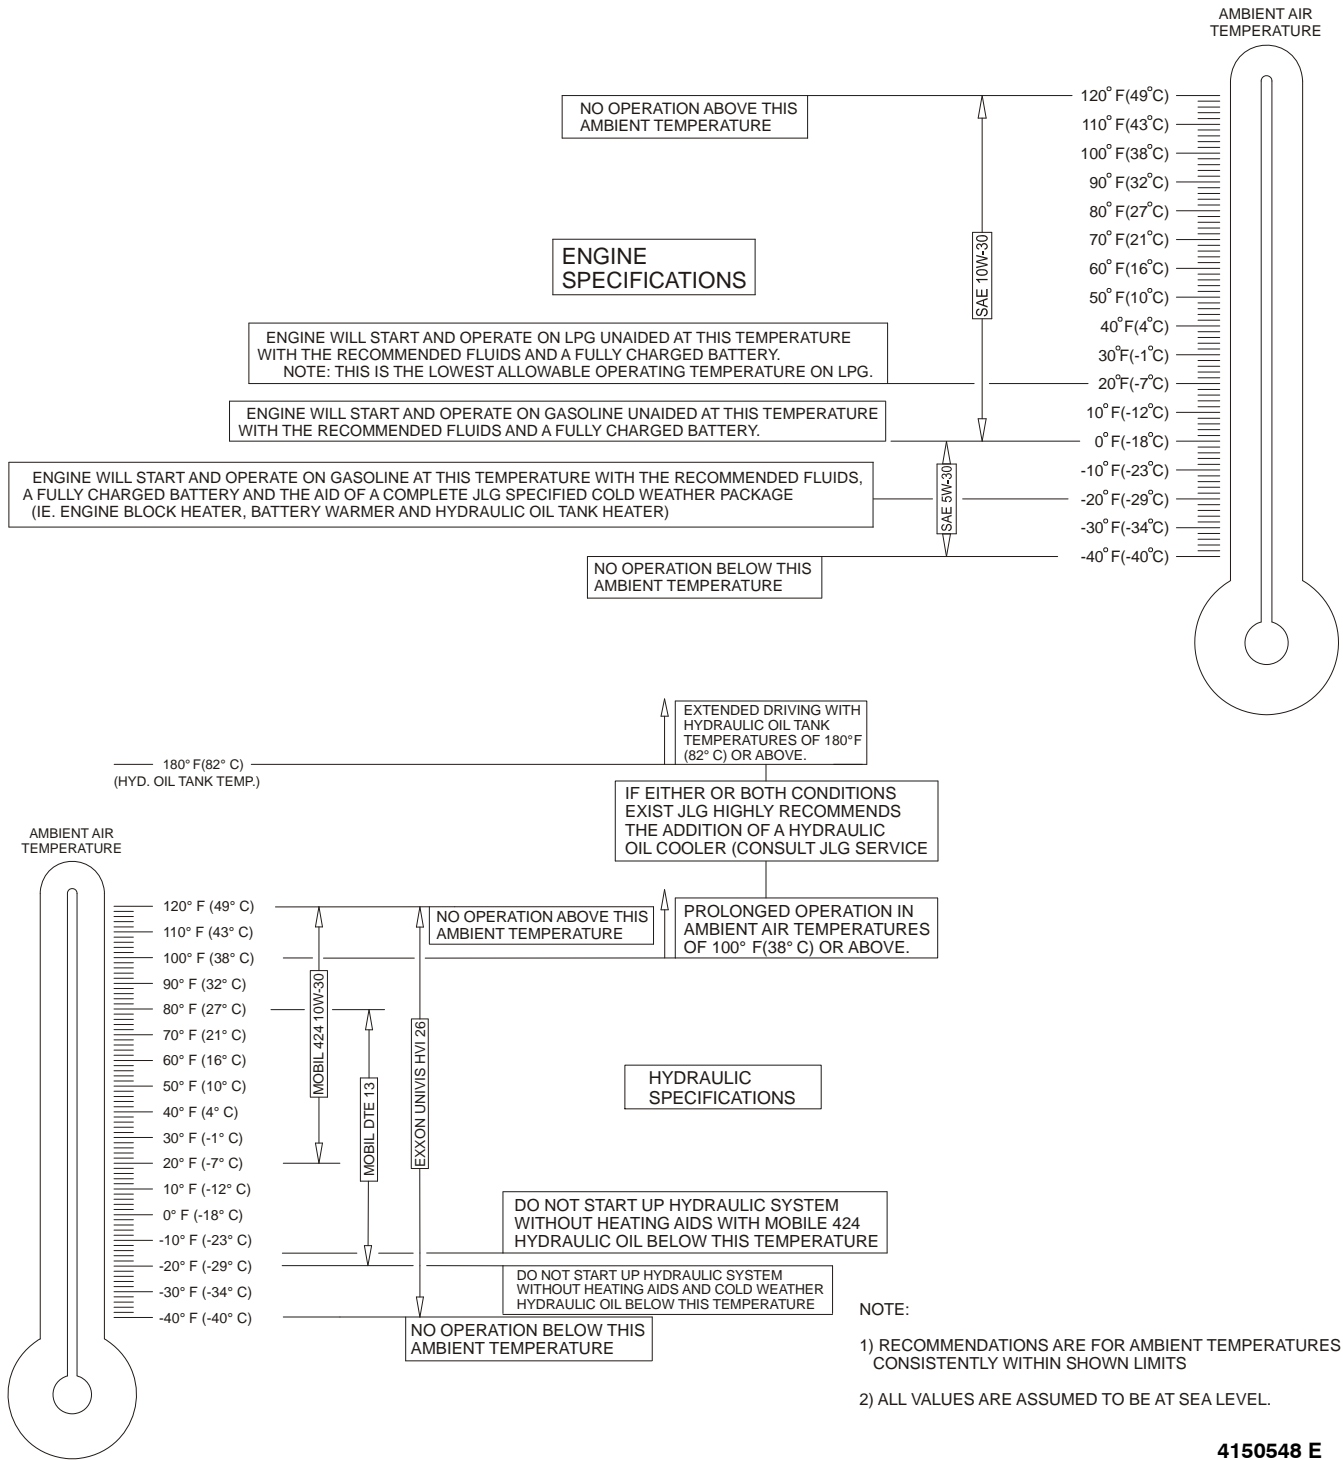 AMBIENT AIR
TEMPERATURE
NO OPERATION ABOVE THIS
AMBIENT TEMPERATURE
120° F(49°C)
110° F(43°C)
100° F(38°C)
90° F(32°C)
80° F(27°C)
70° F(21°C)
60° F(16°C)
50° F(10°C)
40°F(4°C)
30°F(-1°C)
20°F(-7°C)
10°F(-12°C)
0° F(-18°C)
-10° F(-23°C)
-20° F(-29°C)
-30° F(-34°C)
-40° F(-40°C)
SAE 10W-30
SAE 5W-30
ENGINE
SPECIFICATIONS
ENGINE WILL START AND OPERATE ON LPG UNAIDED AT THIS TEMPERATURE
WITH THE RECOMMENDED FLUIDS AND A FULLY CHARGED BATTERY.
NOTE: THIS IS THE LOWEST ALLOWABLE OPERATING TEMPERATURE ON LPG.
ENGINE WILL START AND OPERATE ON GASOLINE UNAIDED AT THIS TEMPERATURE
WITH THE RECOMMENDED FLUIDS AND A FULLY CHARGED BATTERY.
ENGINE WILL START AND OPERATE ON GASOLINE AT THIS TEMPERATURE WITH THE RECOMMENDED FLUIDS,
A FULLY CHARGED BATTERY AND THE AID OF A COMPLETE JLG SPECIFIED COLD WEATHER PACKAGE
(IE. ENGINE BLOCK HEATER, BATTERY WARMER AND HYDRAULIC OIL TANK HEATER)
NO OPERATION BELOW THIS
AMBIENT TEMPERATURE
EXTENDED DRIVING WITH
HYDRAULIC OIL TANK
TEMPERATURES OF 180°F
(82° C) OR ABOVE.
180° F(82° C)
(HYD. OIL TANK TEMP.)
IF EITHER OR BOTH CONDITIONS
EXIST JLG HIGHLY RECOMMENDS
THE ADDITION OF A HYDRAULIC
OIL COOLER (CONSULT JLG SERVICE
AMBIENT AIR
TEMPERATURE
120° F (49° C)
110° F (43° C)
100° F (38° C)
90° F (32° C)
80° F (27° C)
70° F (21° C)
60° F (16° C)
50° F (10° C)
40° F (4° C)
30° F (-1° C)
20° F (-7° C)
10° F (-12° C)
0° F (-18° C)
-10° F (-23° C)
-20° F (-29° C)
-30° F (-34° C)
-40° F (-40° C)
MOBIL 424 10W-30
MOBIL DTE 13
EXXON UNIVIS HVI 26
NO OPERATION ABOVE THIS
AMBIENT TEMPERATURE
PROLONGED OPERATION IN
AMBIENT AIR TEMPERATURES
OF 100° F(38° C) OR ABOVE.
HYDRAULIC
SPECIFICATIONS
DO NOT START UP HYDRAULIC SYSTEM
WITHOUT HEATING AIDS WITH MOBILE 424
HYDRAULIC OIL BELOW THIS TEMPERATURE
DO NOT START UP HYDRAULIC SYSTEM
WITHOUT HEATING AIDS AND COLD WEATHER
HYDRAULIC OIL BELOW THIS TEMPERATURE
NO OPERATION BELOW THIS
AMBIENT TEMPERATURE
NOTE:
1) RECOMMENDATIONS ARE FOR AMBIENT TEMPERATURES
CONSISTENTLY WITHIN SHOWN LIMITS
2) ALL VALUES ARE ASSUMED TO BE AT SEA LEVEL.
4150548 E